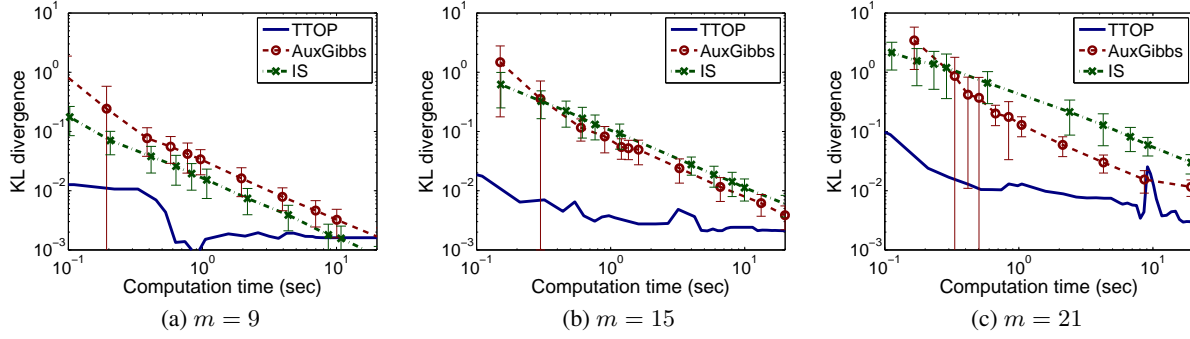 10^1
10^0
10^−1
10^−2
10^−3
KL divergence
10^−1
10^0
10^1
Computation time (sec)
TTOP
AuxGibbs
IS
(a) m = 9
10^1
10^0
10^−1
10^−2
10^−3
KL divergence
10^−1
10^0
10^1
Computation time (sec)
TTOP
AuxGibbs
IS
(b) m = 15
10^1
10^0
10^−1
10^−2
10^−3
KL divergence
10^−1
10^0
10^1
Computation time (sec)
TTOP
AuxGibbs
IS
(c) m = 21